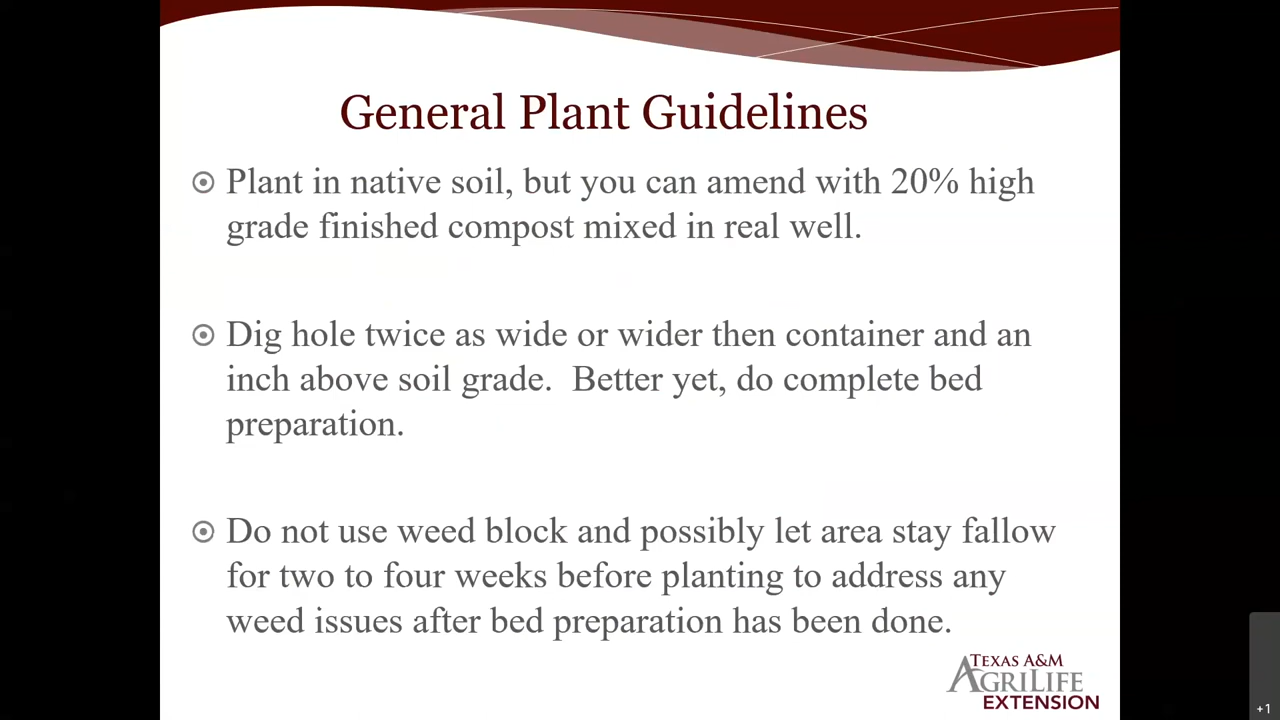 General Plant Guidelines
Plant in native soil, but you can amend with 20% high
grade finished compost mixed in real well.
Dig hole twice as wide or wider then container and an
inch above soil grade.  Better yet, do complete bed
preparation.
Do not use weed block and possibly let area stay fallow
for two to four weeks before planting to address any
weed issues after bed preparation has been done.
TEXAS A&M
AGRILIFE
EXTENSION
+1